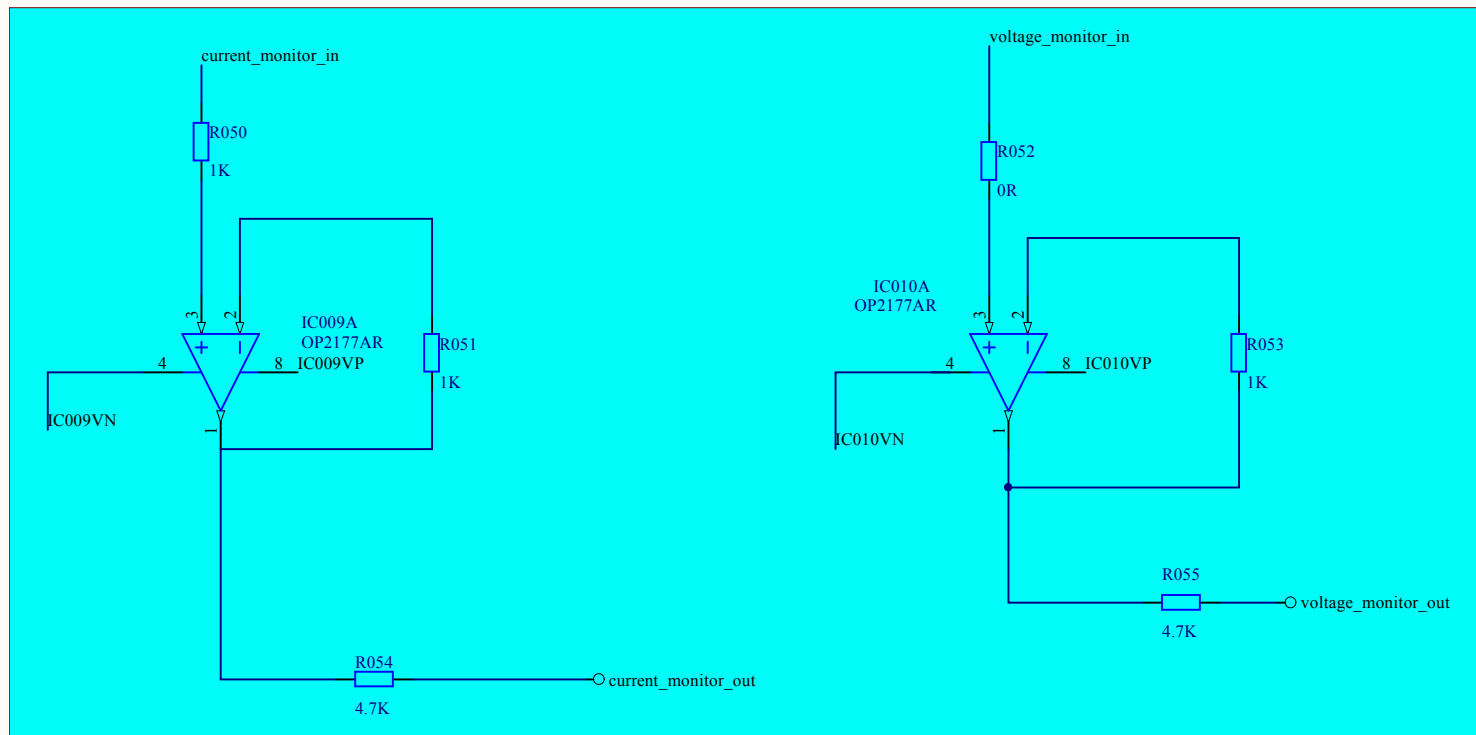 current_monitor_in
R050
1K
3
2
IC009A
OP2177AR
4
8
IC009VP
IC009VN
1
R051
1K
R054
4.7K
current_monitor_out
voltage_monitor_in
R052
0R
IC010A
OP2177AR
3
2
4
8
IC010VP
IC010VN
1
R053
1K
R055
4.7K
voltage_monitor_out